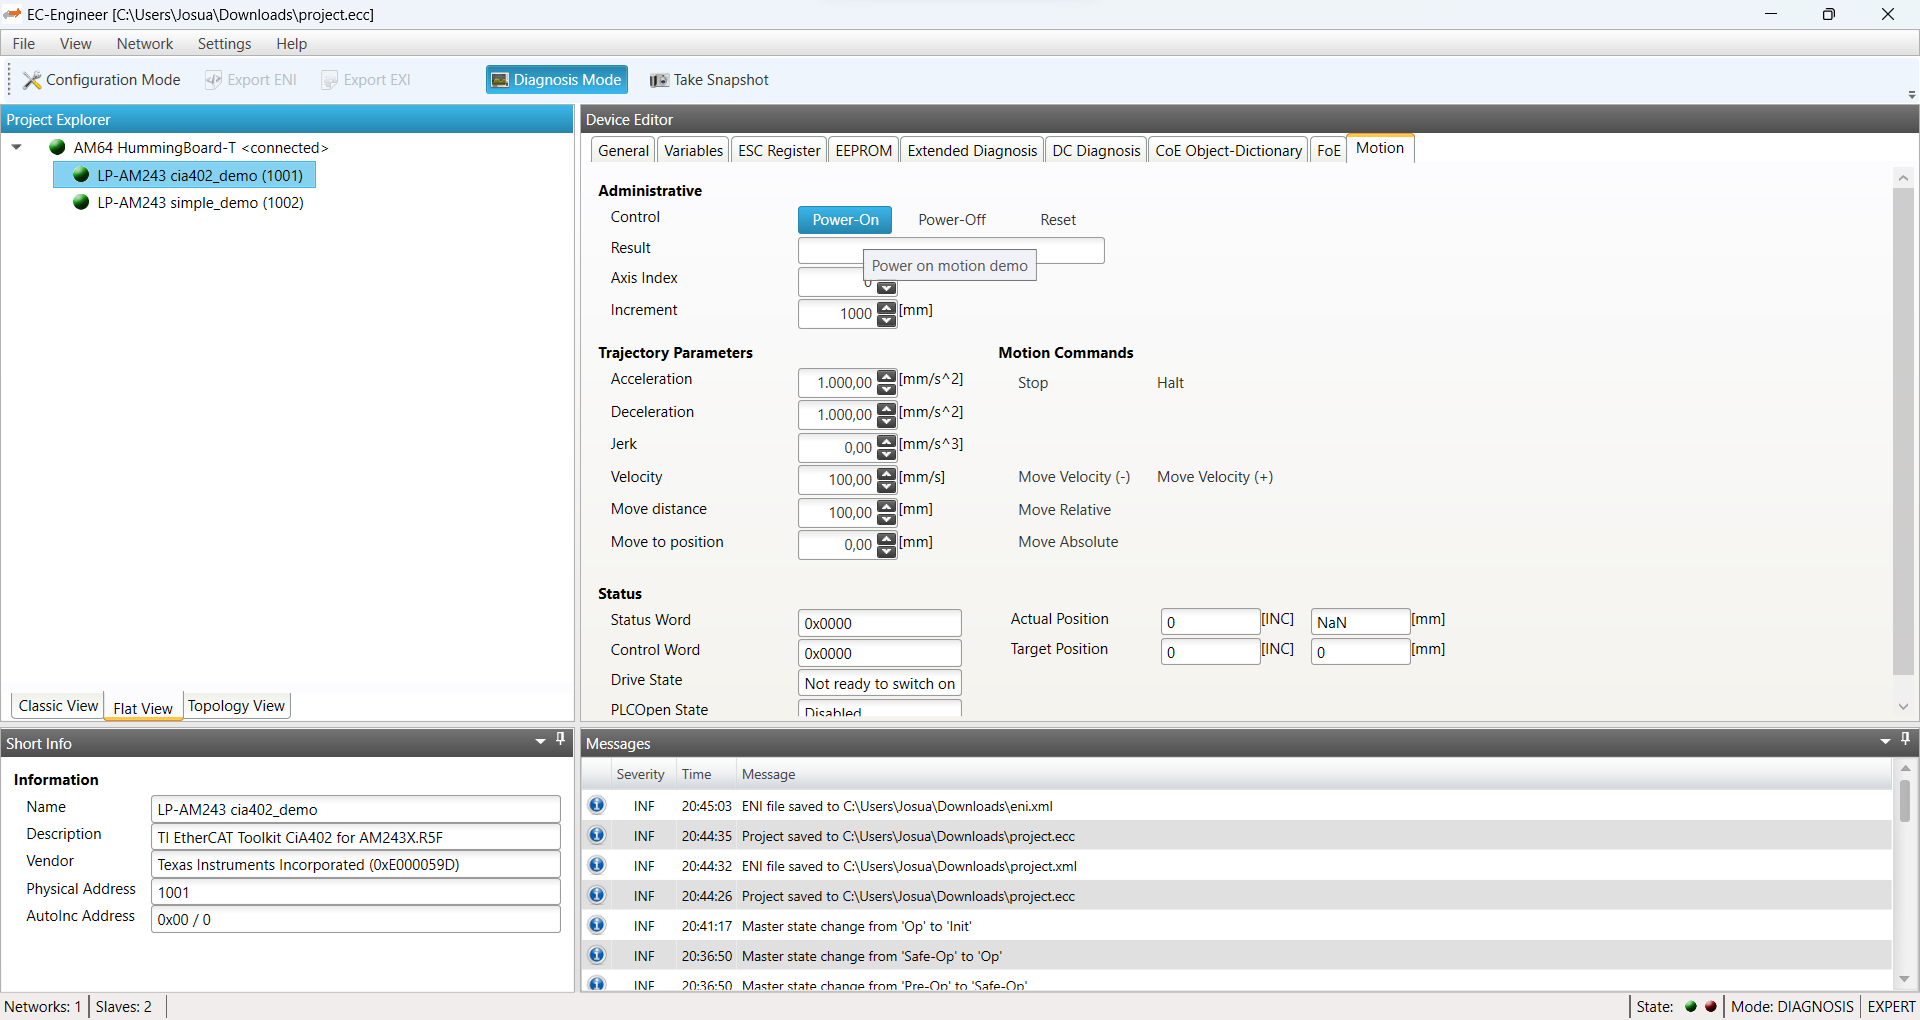 EC-Engineer [C:\Users\Josua\Downloads\project.ecc]
File View Network Settings Help
Configuration Mode Export ENI Export EXI Diagnosis Mode Take Snapshot
Project Explorer
AM64 HummingBoard-T <connected>
LP-AM243 cia402_demo (1001)
LP-AM243 simple_demo (1002)
Classic View Flat View Topology View
Device Editor
General Variables ESC Register EEPROM Extended Diagnosis DC Diagnosis CoE Object-Dictionary FoE Motion
Administrative
Control Power-On Power-Off Reset
Result
Power on motion demo
Axis Index 0
Increment 1000 [mm]
Trajectory Parameters Motion Commands
Acceleration 1.000,00 [mm/s^2] Stop Halt
Deceleration 1.000,00 [mm/s^2]
Jerk 0,00 [mm/s^3]
Velocity 100,00 [mm/s] Move Velocity (-) Move Velocity (+)
Move distance 100,00 [mm] Move Relative
Move to position 0,00 [mm] Move Absolute
Status
Status Word 0x0000 Actual Position 0 [INC] NaN [mm]
Control Word 0x0000 Target Position 0 [INC] 0 [mm]
Drive State Not ready to switch on
PLCOpen State Disabled
Short Info
Information
Name LP-AM243 cia402_demo
Description TI EtherCAT Toolkit CiA402 for AM243X.R5F
Vendor Texas Instruments Incorporated (0xE000059D)
Physical Address 1001
AutoInc Address 0x00 / 0
Messages
Severity Time Message
INF 20:45:03 ENI file saved to C:\Users\Josua\Downloads\eni.xml
INF 20:44:35 Project saved to C:\Users\Josua\Downloads\project.ecc
INF 20:44:32 ENI file saved to C:\Users\Josua\Downloads\project.xml
INF 20:44:26 Project saved to C:\Users\Josua\Downloads\project.ecc
INF 20:41:17 Master state change from 'Op' to 'Init'
INF 20:36:50 Master state change from 'Safe-Op' to 'Op'
INF 20:36:50 Master state change from 'Pre-Op' to 'Safe-Op'
Networks: 1 Slaves: 2 State: Mode: DIAGNOSIS EXPERT